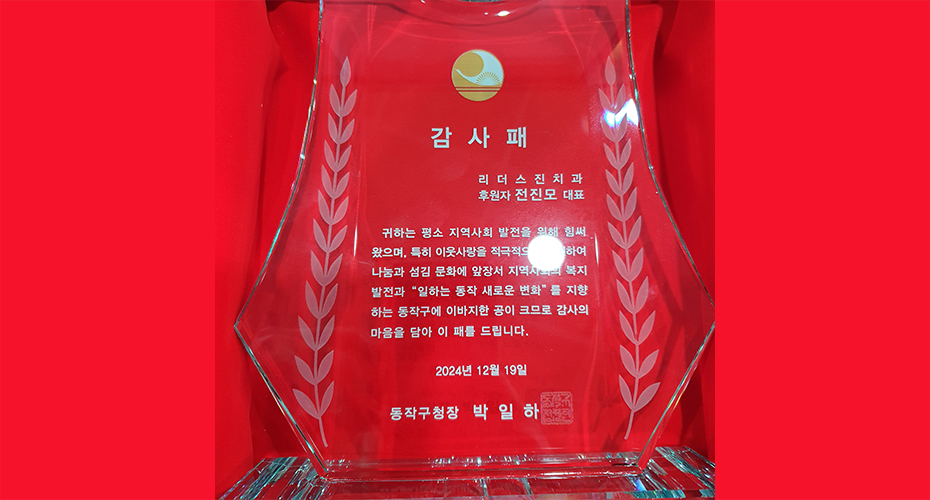 감 사 패
리 더 스 진 치 과
후원자 전진모 대표
귀하는 평소 지역사회 발전을 위해 힘써
왔으며, 특히 이웃사랑을 적극적으 하여
나눔과 섬김 문화에 앞장서 지역사회의 복지
발전과 “일하는 동작 새로운 변화”를 지향
하는 동작구에 이바지한 공이 크므로 감사의
마음을 담아 이 패를 드립니다.
2024년 12월 19일
동작구청장 박 일 하